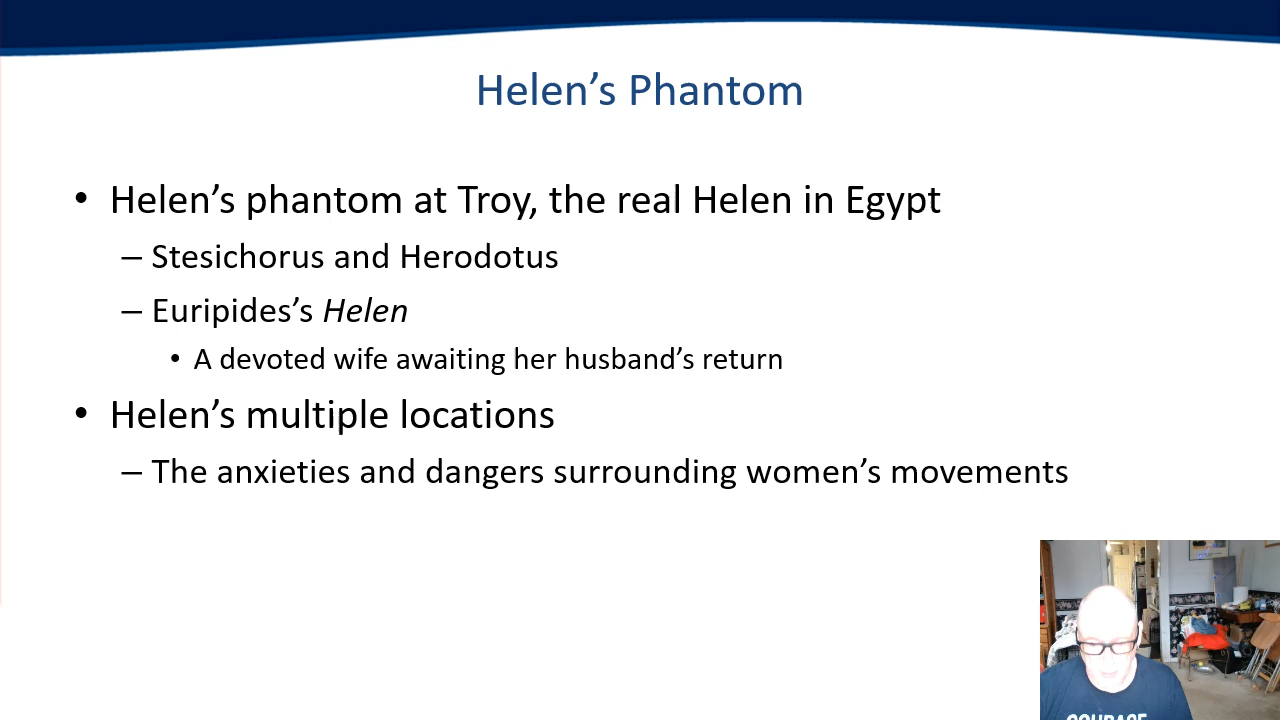 Helen’s Phantom
• Helen’s phantom at Troy, the real Helen in Egypt
– Stesichorus and Herodotus
– Euripides’s Helen
• A devoted wife awaiting her husband’s return
• Helen’s multiple locations
– The anxieties and dangers surrounding women’s movements
COURAGE